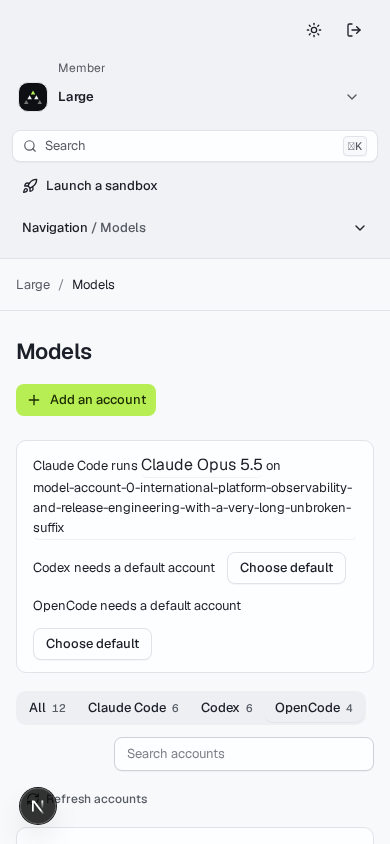 Member
Large
Search
K
Launch a sandbox
Navigation / Models
Large / Models
Models
Add an account
Claude Code runs Claude Opus 5.5 on
model-account-0-international-platform-observability-
and-release-engineering-with-a-very-long-unbroken-
suffix
Codex needs a default account Choose default
OpenCode needs a default account
Choose default
All 12 Claude Code 6 Codex 6 OpenCode 4
Search accounts
N Refresh accounts